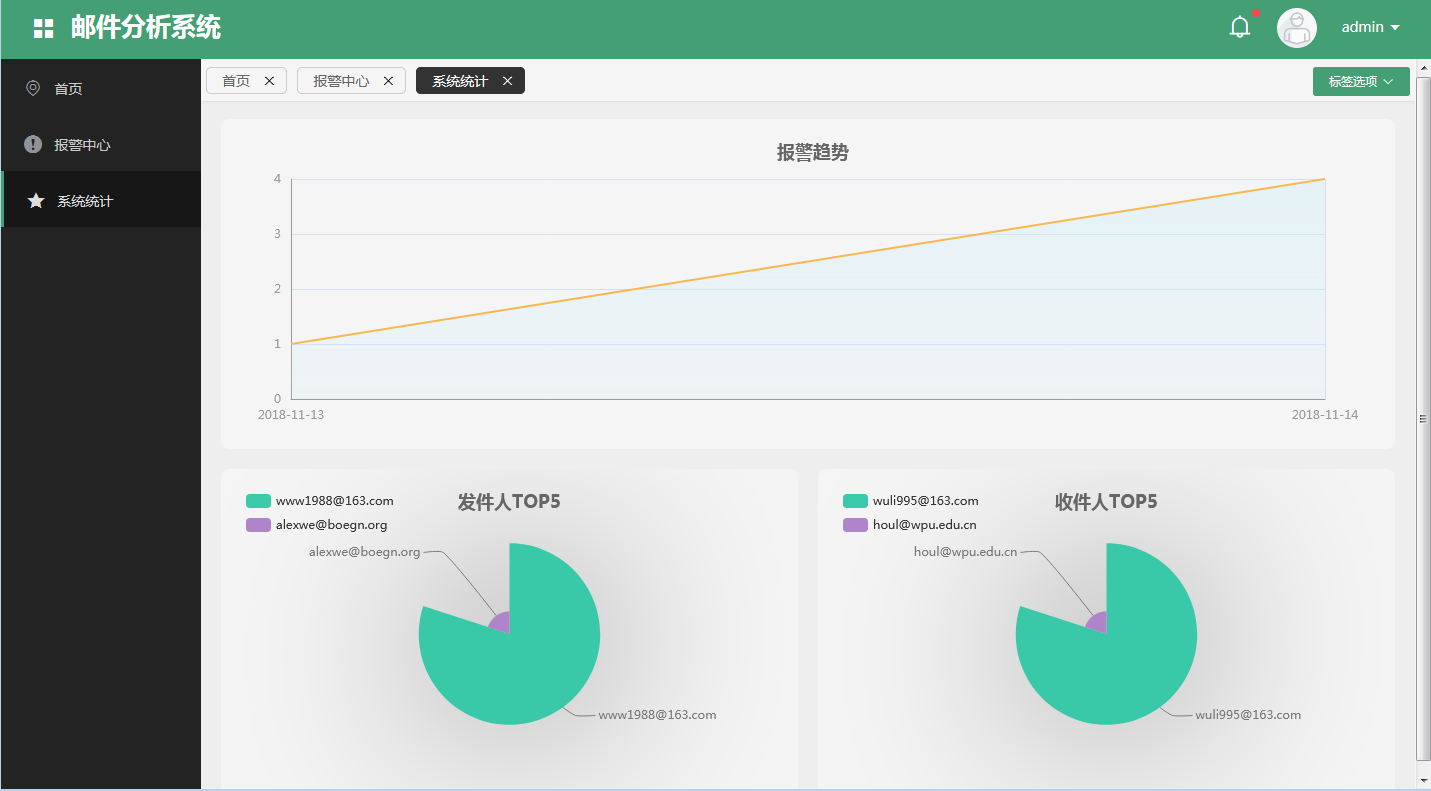 邮件分析系统
admin
首页
报警中心
系统统计
首页
报警中心
系统统计
标签选项
报警趋势
4
3
2
1
0
2018-11-13
2018-11-14
发件人TOP5
www1988@163.com
alexwe@boegn.org
alexwe@boegn.org
www1988@163.com
收件人TOP5
wuli995@163.com
houl@wpu.edu.cn
houl@wpu.edu.cn
wuli995@163.com